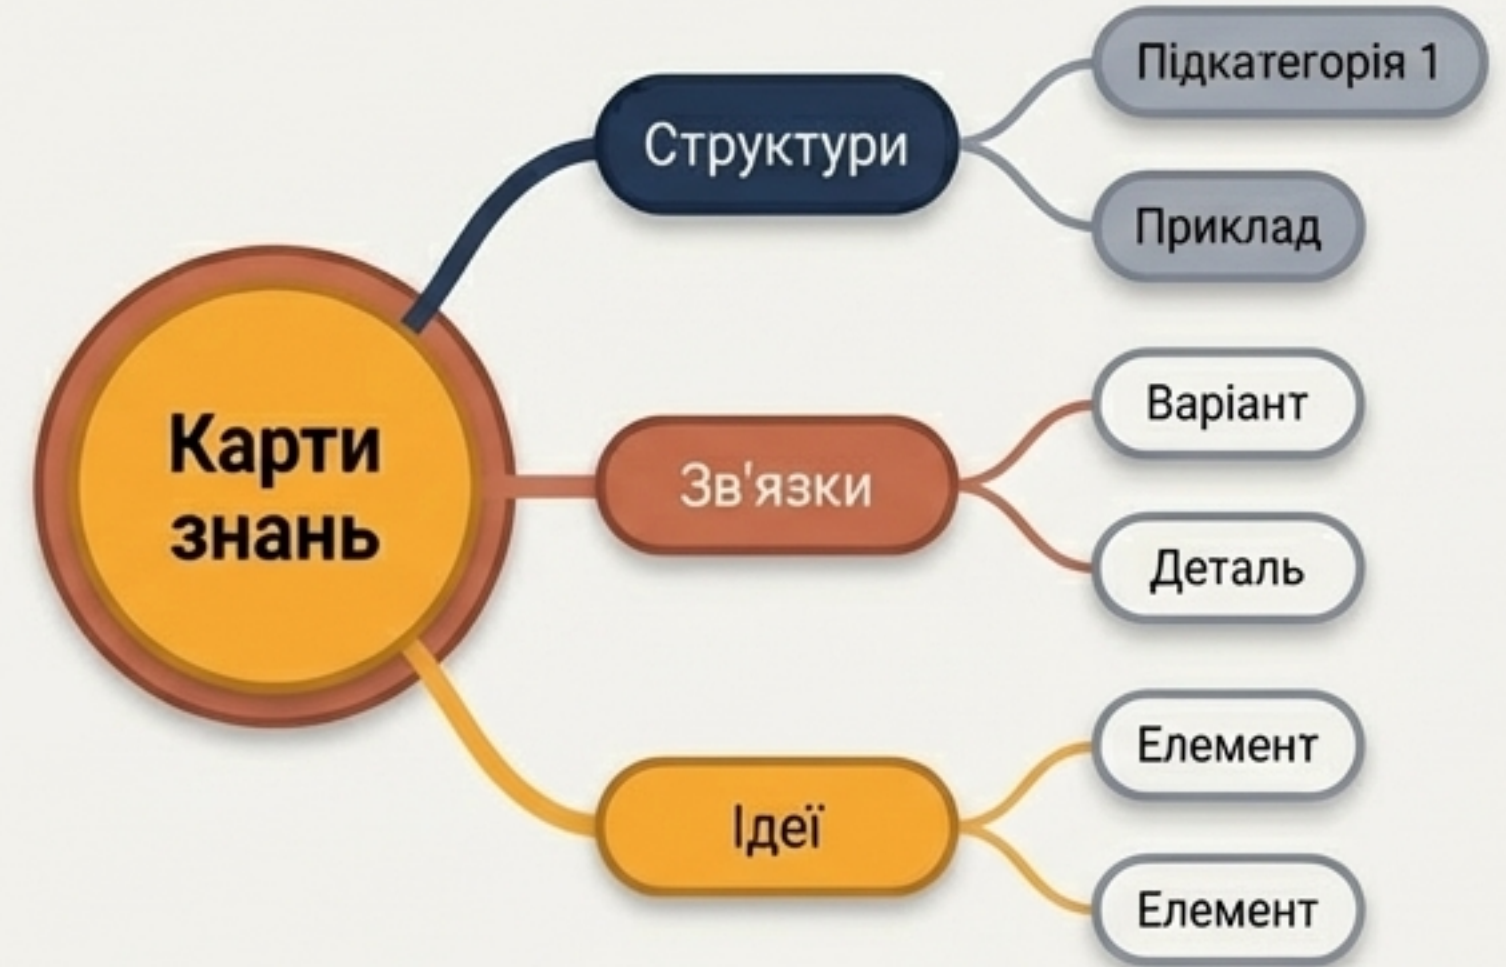 Карти
знань
Структури
Підкатегорія 1
Приклад
Зв'язки
Варіант
Деталь
Ідеї
Елемент
Елемент